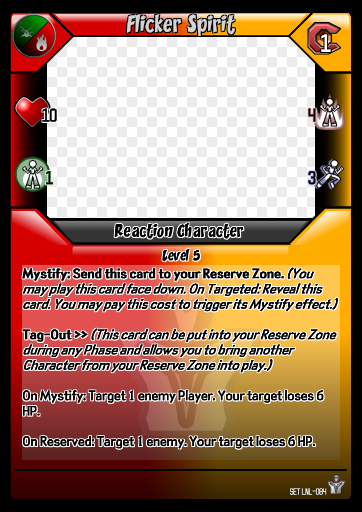 Flicker Spirit
1
10
4
1
3
Reaction Character
Level 5
Mystify: Send this card to your Reserve Zone. (You
may play this card face down. On Targeted: Reveal this
card. You may pay this cost to trigger its Mystify effect.)
Tag-Out >> (This card can be put into your Reserve Zone
during any Phase and allows you to bring another
Character from your Reserve Zone into play.)
On Mystify: Target 1 enemy Player. Your target loses 6
HP.
On Reserved: Target 1 enemy. Your target loses 6 HP.
SET LNL-084